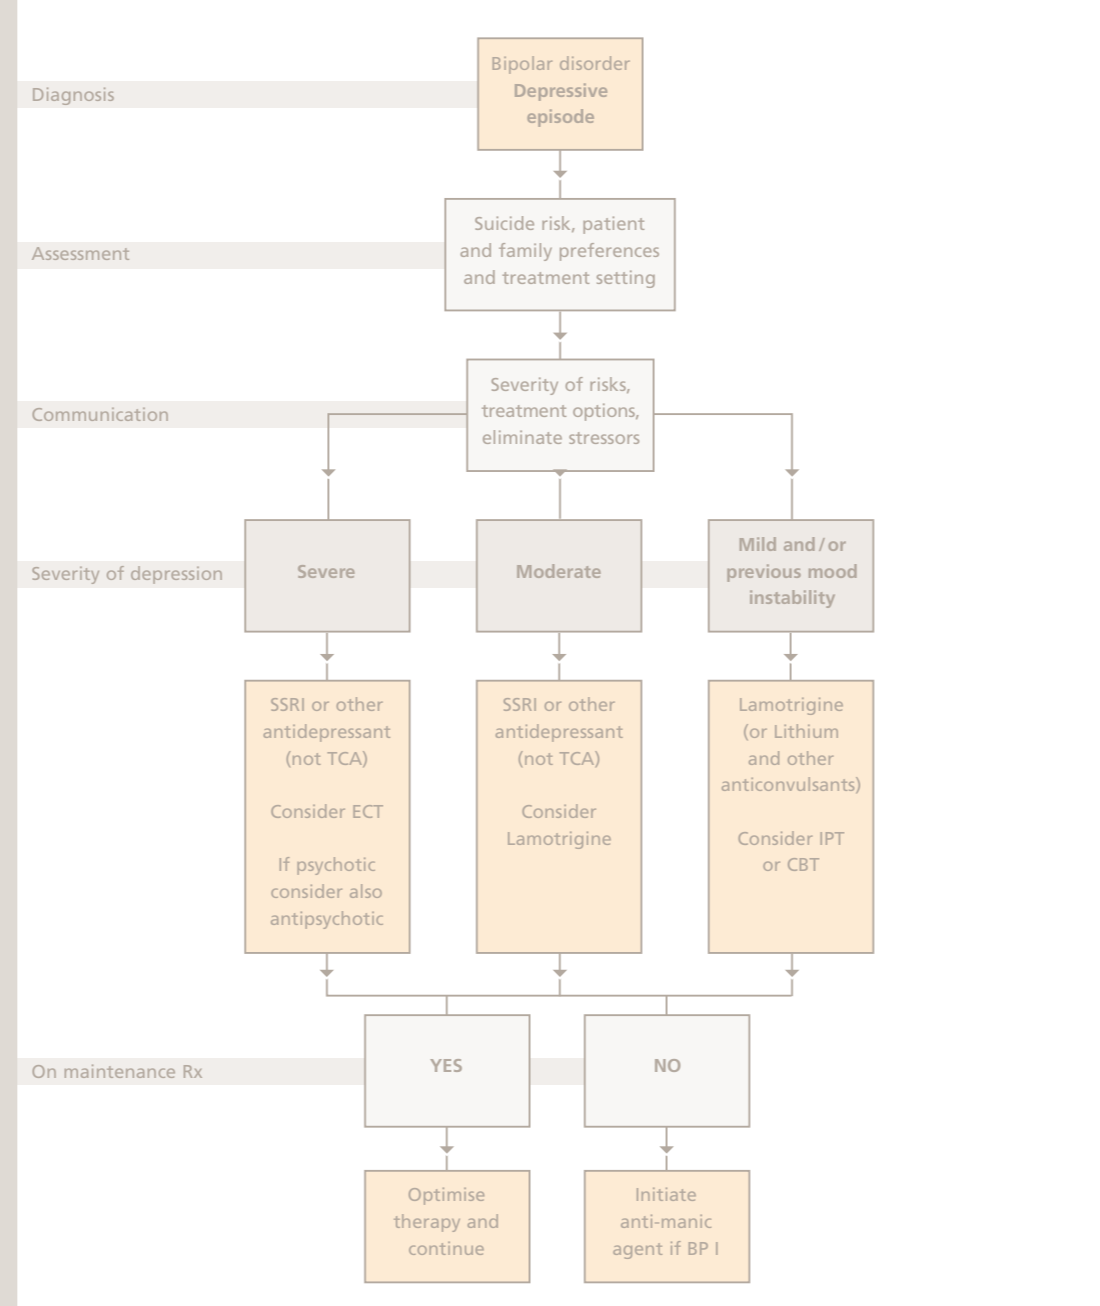 Diagnosis
Bipolar disorder
Depressive
episode
Assessment
Suicide risk, patient
and family preferences
and treatment setting
Communication
Severity of risks,
treatment options,
eliminate stressors
Severity of depression
Severe
Moderate
Mild and/or
previous mood
instability
SSRI or other
antidepressant
(not TCA)
Consider ECT
If psychotic
consider also
antipsychotic
SSRI or other
antidepressant
(not TCA)
Consider
Lamotrigine
Lamotrigine
(or Lithium
and other
anticonvulsants)
Consider IPT
or CBT
On maintenance Rx
YES
NO
Optimise
therapy and
continue
Initiate
anti-manic
agent if BP I